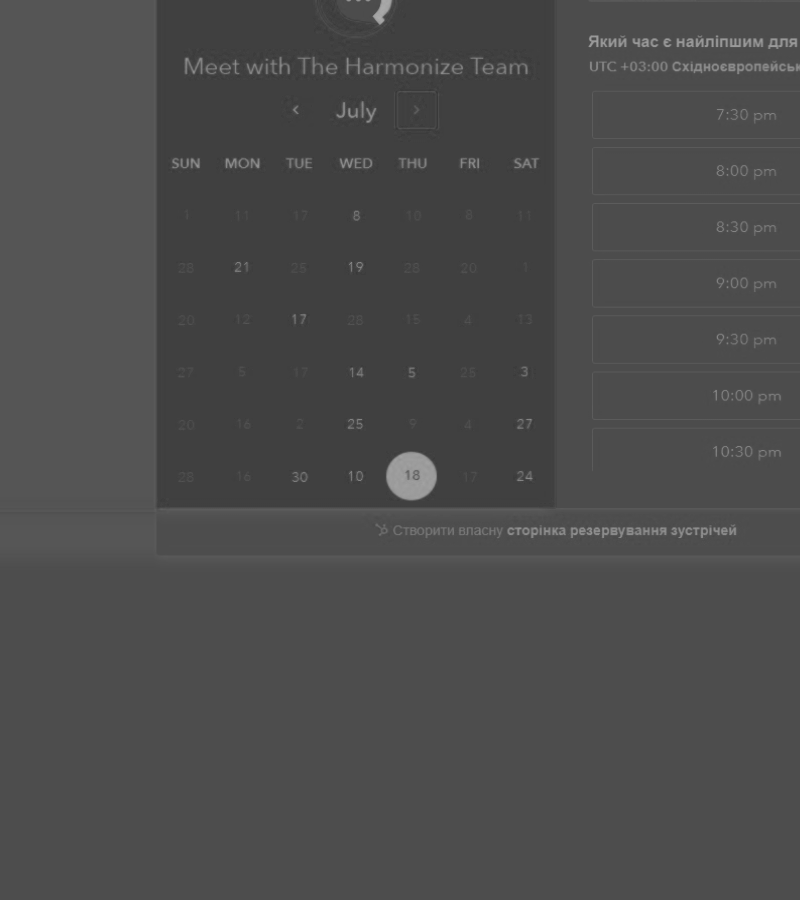 Meet with The Harmonize Team
July
SUN MON TUE WED THU FRI SAT
1 11 17 8 10 8 11
21 25 19 28 20 1
20 12 17 28 15 4 13
27 5 17 14 5 25 3
20 16 2 25 9 4 27
28 16 30 10 18 17 24
Який час є найліпшим для
UTC +03:00
7:30 pm
8:00 pm
8:30 pm
9:00 pm
9:30 pm
10:00 pm
10:30 pm
Створити власну сторінка резервування зустрічей